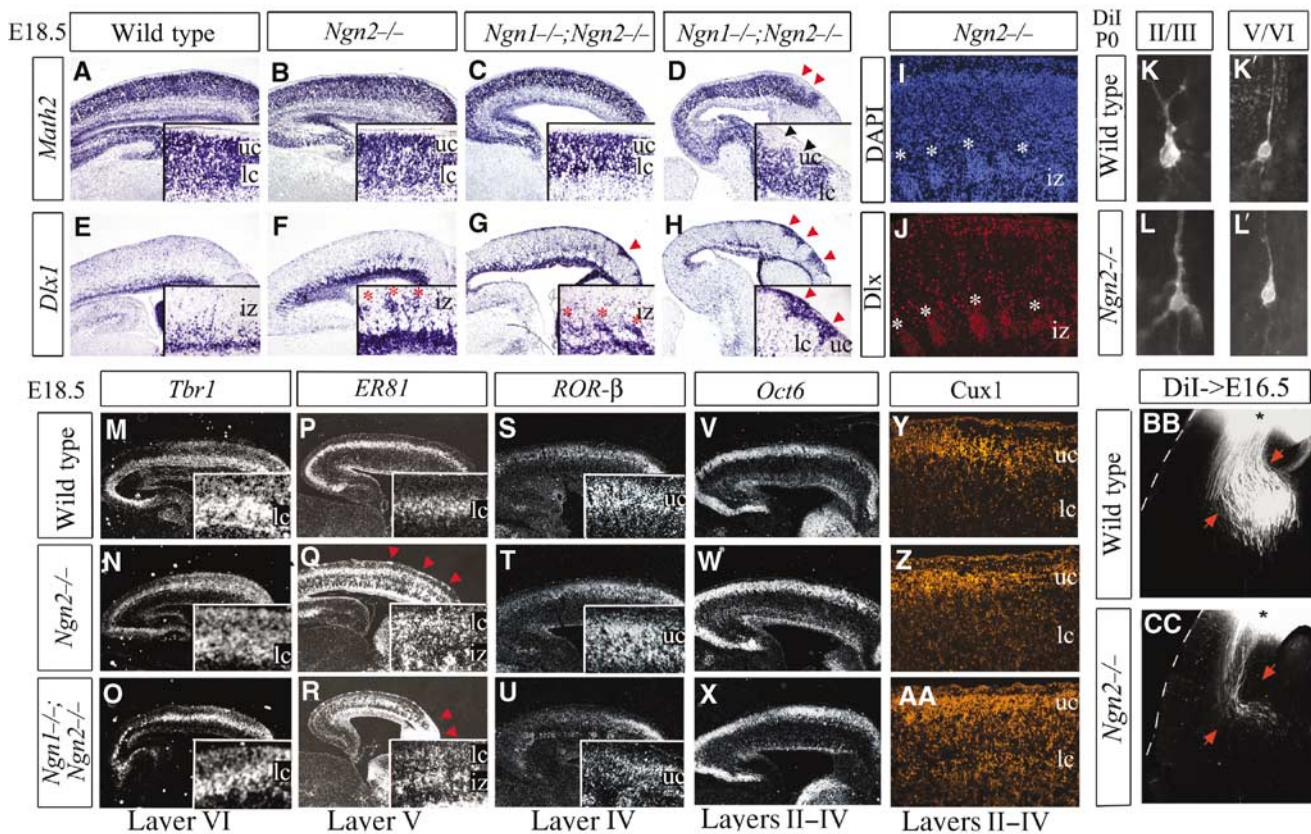 E18.5 Wild type Ngn2–/– Ngn1–/–;Ngn2–/– Ngn1–/–;Ngn2–/– Ngn2–/– DiI P0 II/III V/VI
Math2 A uc lc B uc lc C uc lc D uc lc DAPI I * * * * iz Wild type K K'
Dlx1 E iz F * * * iz G * * * iz H lc uc Dlx J * * * * iz Ngn2–/– L L'
E18.5 Tbr1 ER81 ROR-β Oct6 Cux1 DiI->E16.5
Wild type M lc P lc S uc V Y uc lc Wild type BB *
Ngn2–/– N lc Q lc iz T uc W Z uc lc Ngn2–/– CC *
Ngn1–/–; Ngn2–/– O lc R lc iz U uc X AA uc lc
Layer VI Layer V Layer IV Layers II–IV Layers II–IV